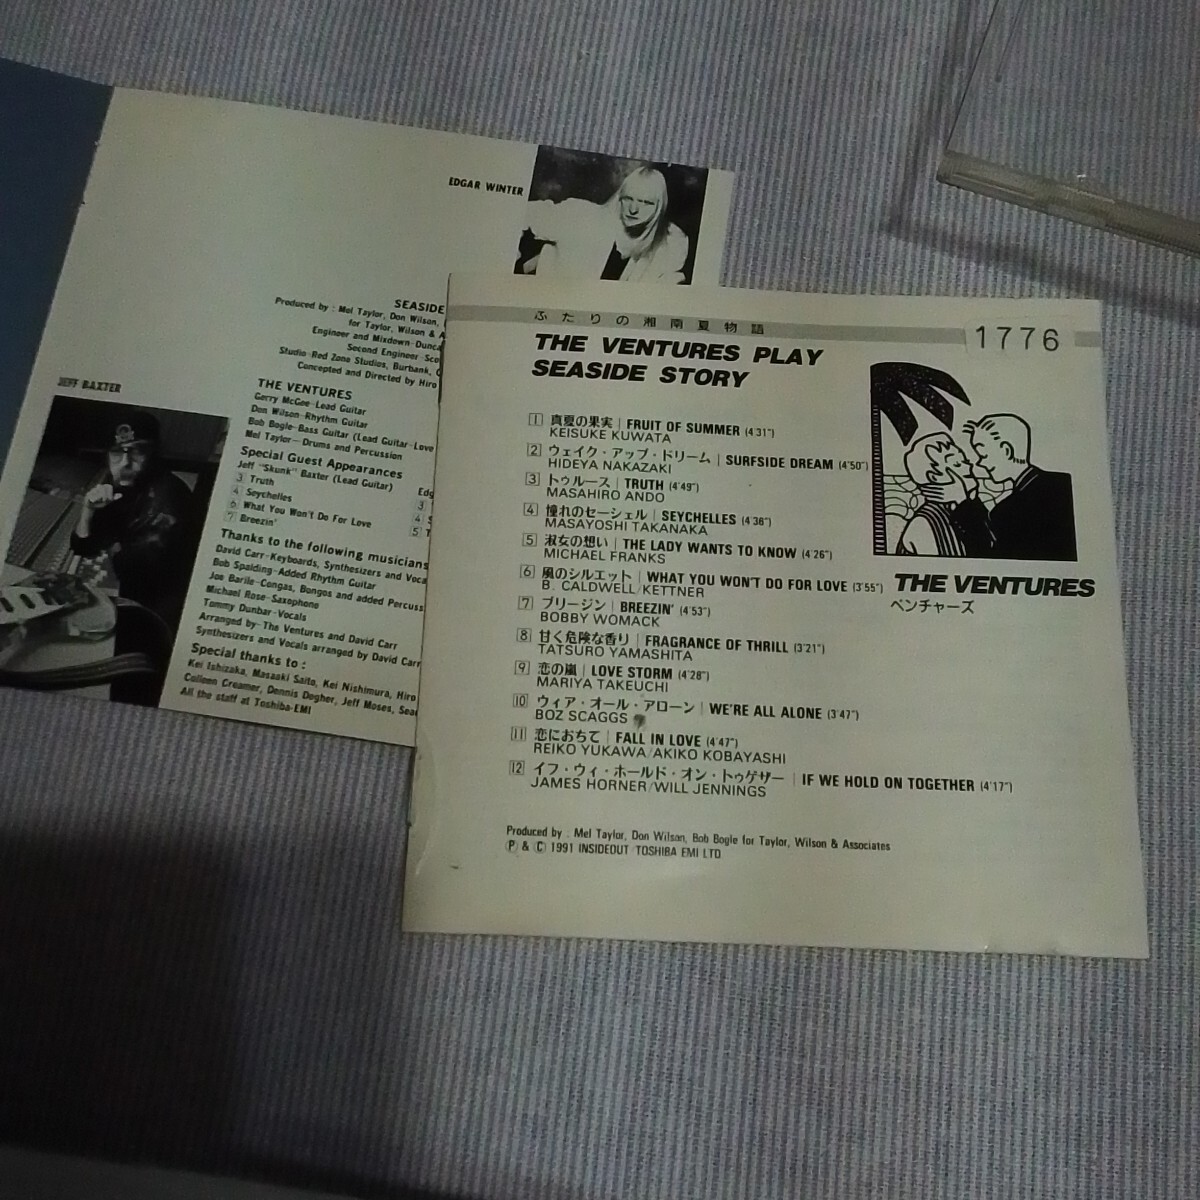 EDGAR WINTER
SEASIDE
Produced by : Mel Taylor, Don Wilson,
for Taylor, Wilson & A
Engineer and Mixdown-Dunca
Second Engineer-Sco
Studio-Red Zone Studios, Burbank, C
Concepted and Directed by Hiro
JEFF BAXTER
THE VENTURES
Gerry McGee-Lead Guitar
Don Wilson-Rhythm Guitar
Bob Bogle-Bass Guitar (Lead Guitar-Love
Mel Taylor-Drums and Percussion
Special Guest Appearances
Jeff "Skunk" Baxter (Lead Guitar)
3 Truth
4 Seychelles
6 What You Won't Do For Love
7 Breezin'
Edg
3
4 S
5 T
Thanks to the following musicians
David Carr-Keyboards, Synthesizers and Voca
Bob Spalding-Added Rhythm Guitar
Joe Barile-Congas, Bongos and added Percuss
Michael Rose-Saxophone
Tommy Dunbar-Vocals
Arranged by-The Ventures and David Carr
Synthesizers and Vocals arranged by David Carr
Special thanks to :
Kei Ishizaka, Masaaki Saito, Kei Nishimura, Hiro
Colleen Creamer, Dennis Degher, Jeff Moses, Sea
All the staff at Toshiba-EMI
ふたりの湘南夏物語
1776
THE VENTURES PLAY
SEASIDE STORY
1 真夏の果実 | FRUIT OF SUMMER (4'31")
KEISUKE KUWATA
2 ウェイク・アップ・ドリーム | SURFSIDE DREAM (4'50")
HIDEYA NAKAZAKI
3 トゥルース | TRUTH (4'49")
MASAHIRO ANDO
4 憧れのセーシェル | SEYCHELLES (4'36")
MASAYOSHI TAKANAKA
5 淑女の想い | THE LADY WANTS TO KNOW (4'26")
MICHAEL FRANKS
6 風のシルエット | WHAT YOU WON'T DO FOR LOVE (3'55")
B. CALDWELL/KETTNER
7 ブリージン | BREEZIN' (4'53")
BOBBY WOMACK
8 甘く危険な香り | FRAGRANCE OF THRILL (3'21")
TATSURO YAMASHITA
9 恋の嵐 | LOVE STORM (4'28")
MARIYA TAKEUCHI
10 ウィア・オール・アローン | WE'RE ALL ALONE (3'47")
BOZ SCAGGS
11 恋におちて | FALL IN LOVE (4'47")
REIKO YUKAWA/AKIKO KOBAYASHI
12 イフ・ウィ・ホールド・オン・トゥゲザー | IF WE HOLD ON TOGETHER (4'17")
JAMES HORNER/WILL JENNINGS
THE VENTURES
ベンチャーズ
Produced by : Mel Taylor, Don Wilson, Bob Bogle for Taylor, Wilson & Associates
Ⓟ & Ⓒ 1991 INSIDEOUT/TOSHIBA EMI LTD